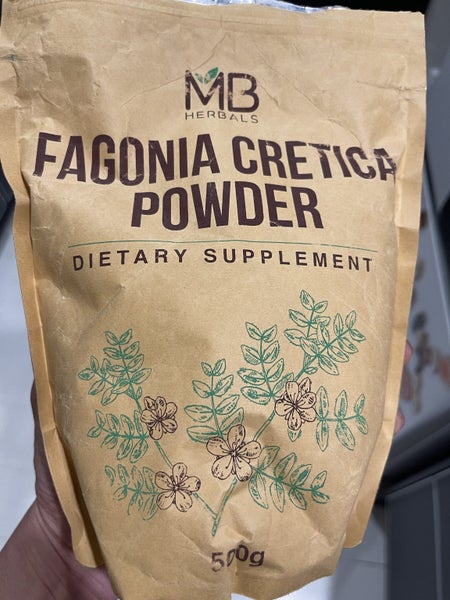 MB
HERBALS
FAGONIA CRETICA
POWDER
DIETARY SUPPLEMENT
500g